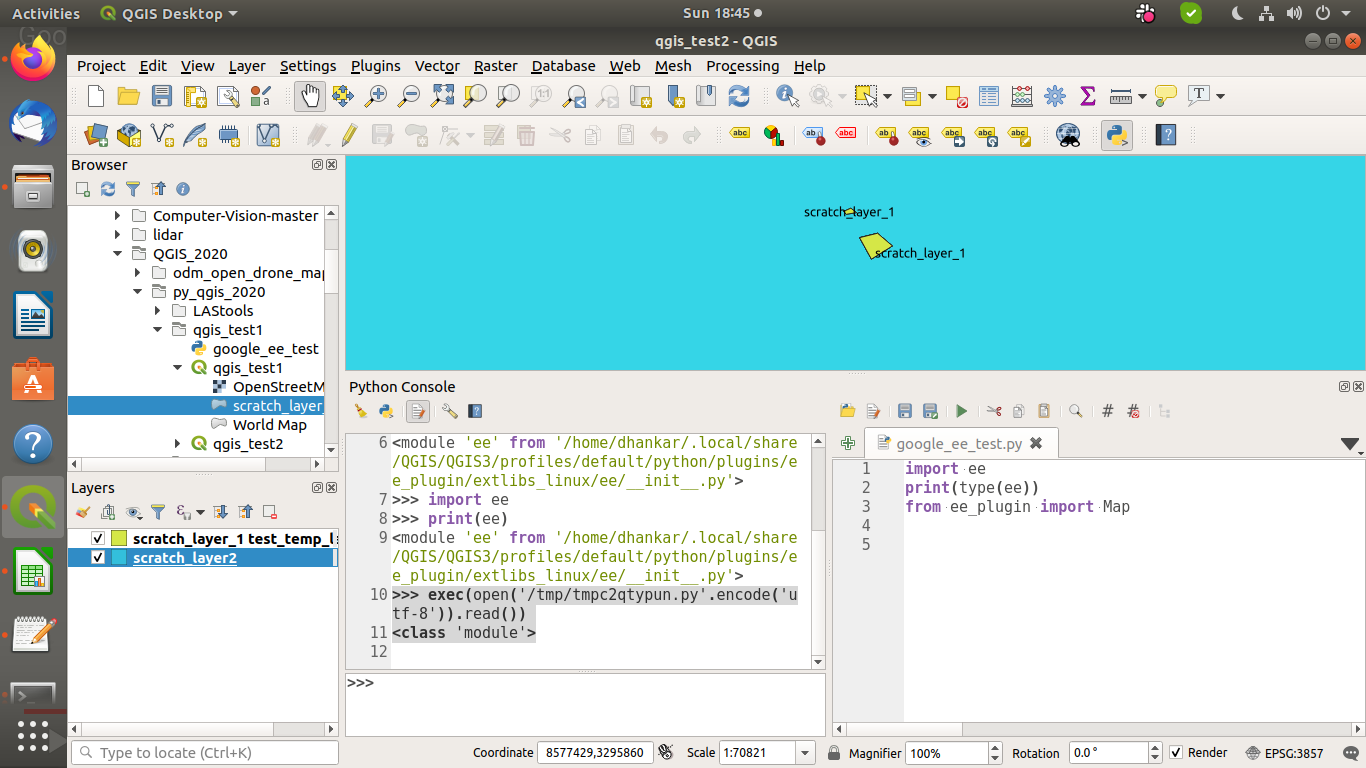 Activities
QGIS Desktop
Sun 18:45
qgis_test2 - QGIS
Project Edit View Layer Settings Plugins Vector Raster Database Web Mesh Processing Help
Browser
Computer-Vision-master
lidar
QGIS_2020
odm_open_drone_map
py_qgis_2020
LAStools
qgis_test1
google_ee_test
qgis_test1
OpenStreetM
scratch_layer_
World Map
qgis_test2
Layers
scratch_layer_1 test_temp_l
scratch_layer2
Type to locate (Ctrl+K)
scratch_layer_1
scratch_layer_1
Python Console
6 <module 'ee' from '/home/dhankar/.local/share
/QGIS/QGIS3/profiles/default/python/plugins/e
e_plugin/extlibs_linux/ee/__init__.py'>
7 >>> import ee
8 >>> print(ee)
9 <module 'ee' from '/home/dhankar/.local/share
/QGIS/QGIS3/profiles/default/python/plugins/e
e_plugin/extlibs_linux/ee/__init__.py'>
10 >>> exec(open('/tmp/tmpc2qtypun.py'.encode('u
tf-8')).read())
11 <class 'module'>
12
>>>
google_ee_test.py
1 import ee
2 print(type(ee))
3 from ee_plugin import Map
4
5
Coordinate 8577429,3295860 Scale 1:70821 Magnifier 100% Rotation 0.0 ° Render EPSG:3857